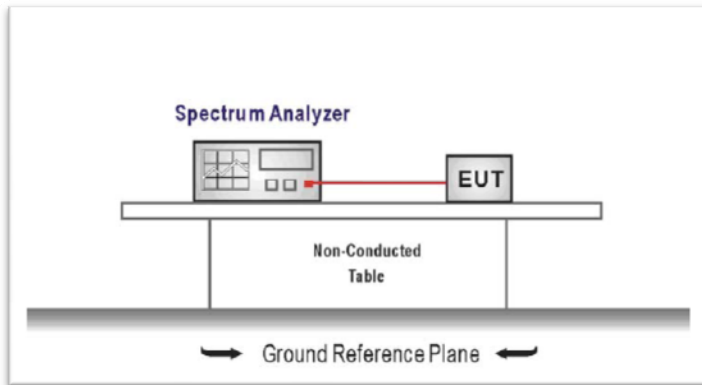 Spectrum Analyzer
EUT
Non-Conducted
Table
Ground Reference Plane